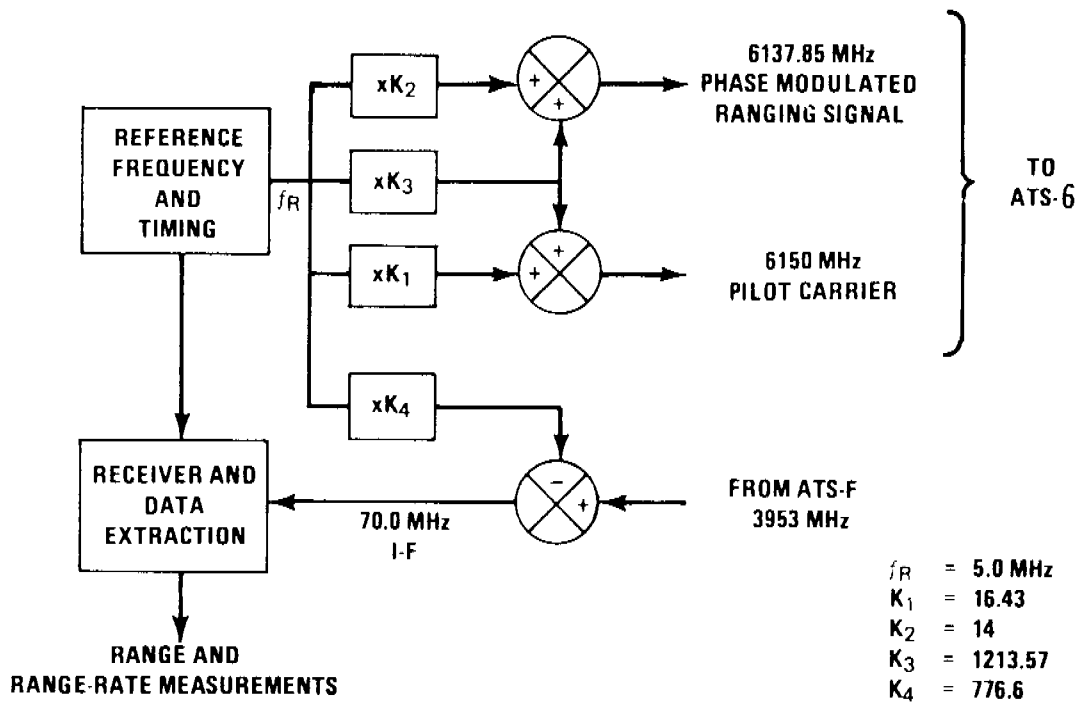 REFERENCE
FREQUENCY
AND
TIMING
fR
xK2
xK3
xK1
xK4
+
+
+
+
−
+
6137.85 MHz
PHASE MODULATED
RANGING SIGNAL
6150 MHz
PILOT CARRIER
TO
ATS-6
RECEIVER AND
DATA
EXTRACTION
70.0 MHz
I-F
FROM ATS-F
3953 MHz
RANGE AND
RANGE-RATE MEASUREMENTS
fR = 5.0 MHz
K1 = 16.43
K2 = 14
K3 = 1213.57
K4 = 776.6